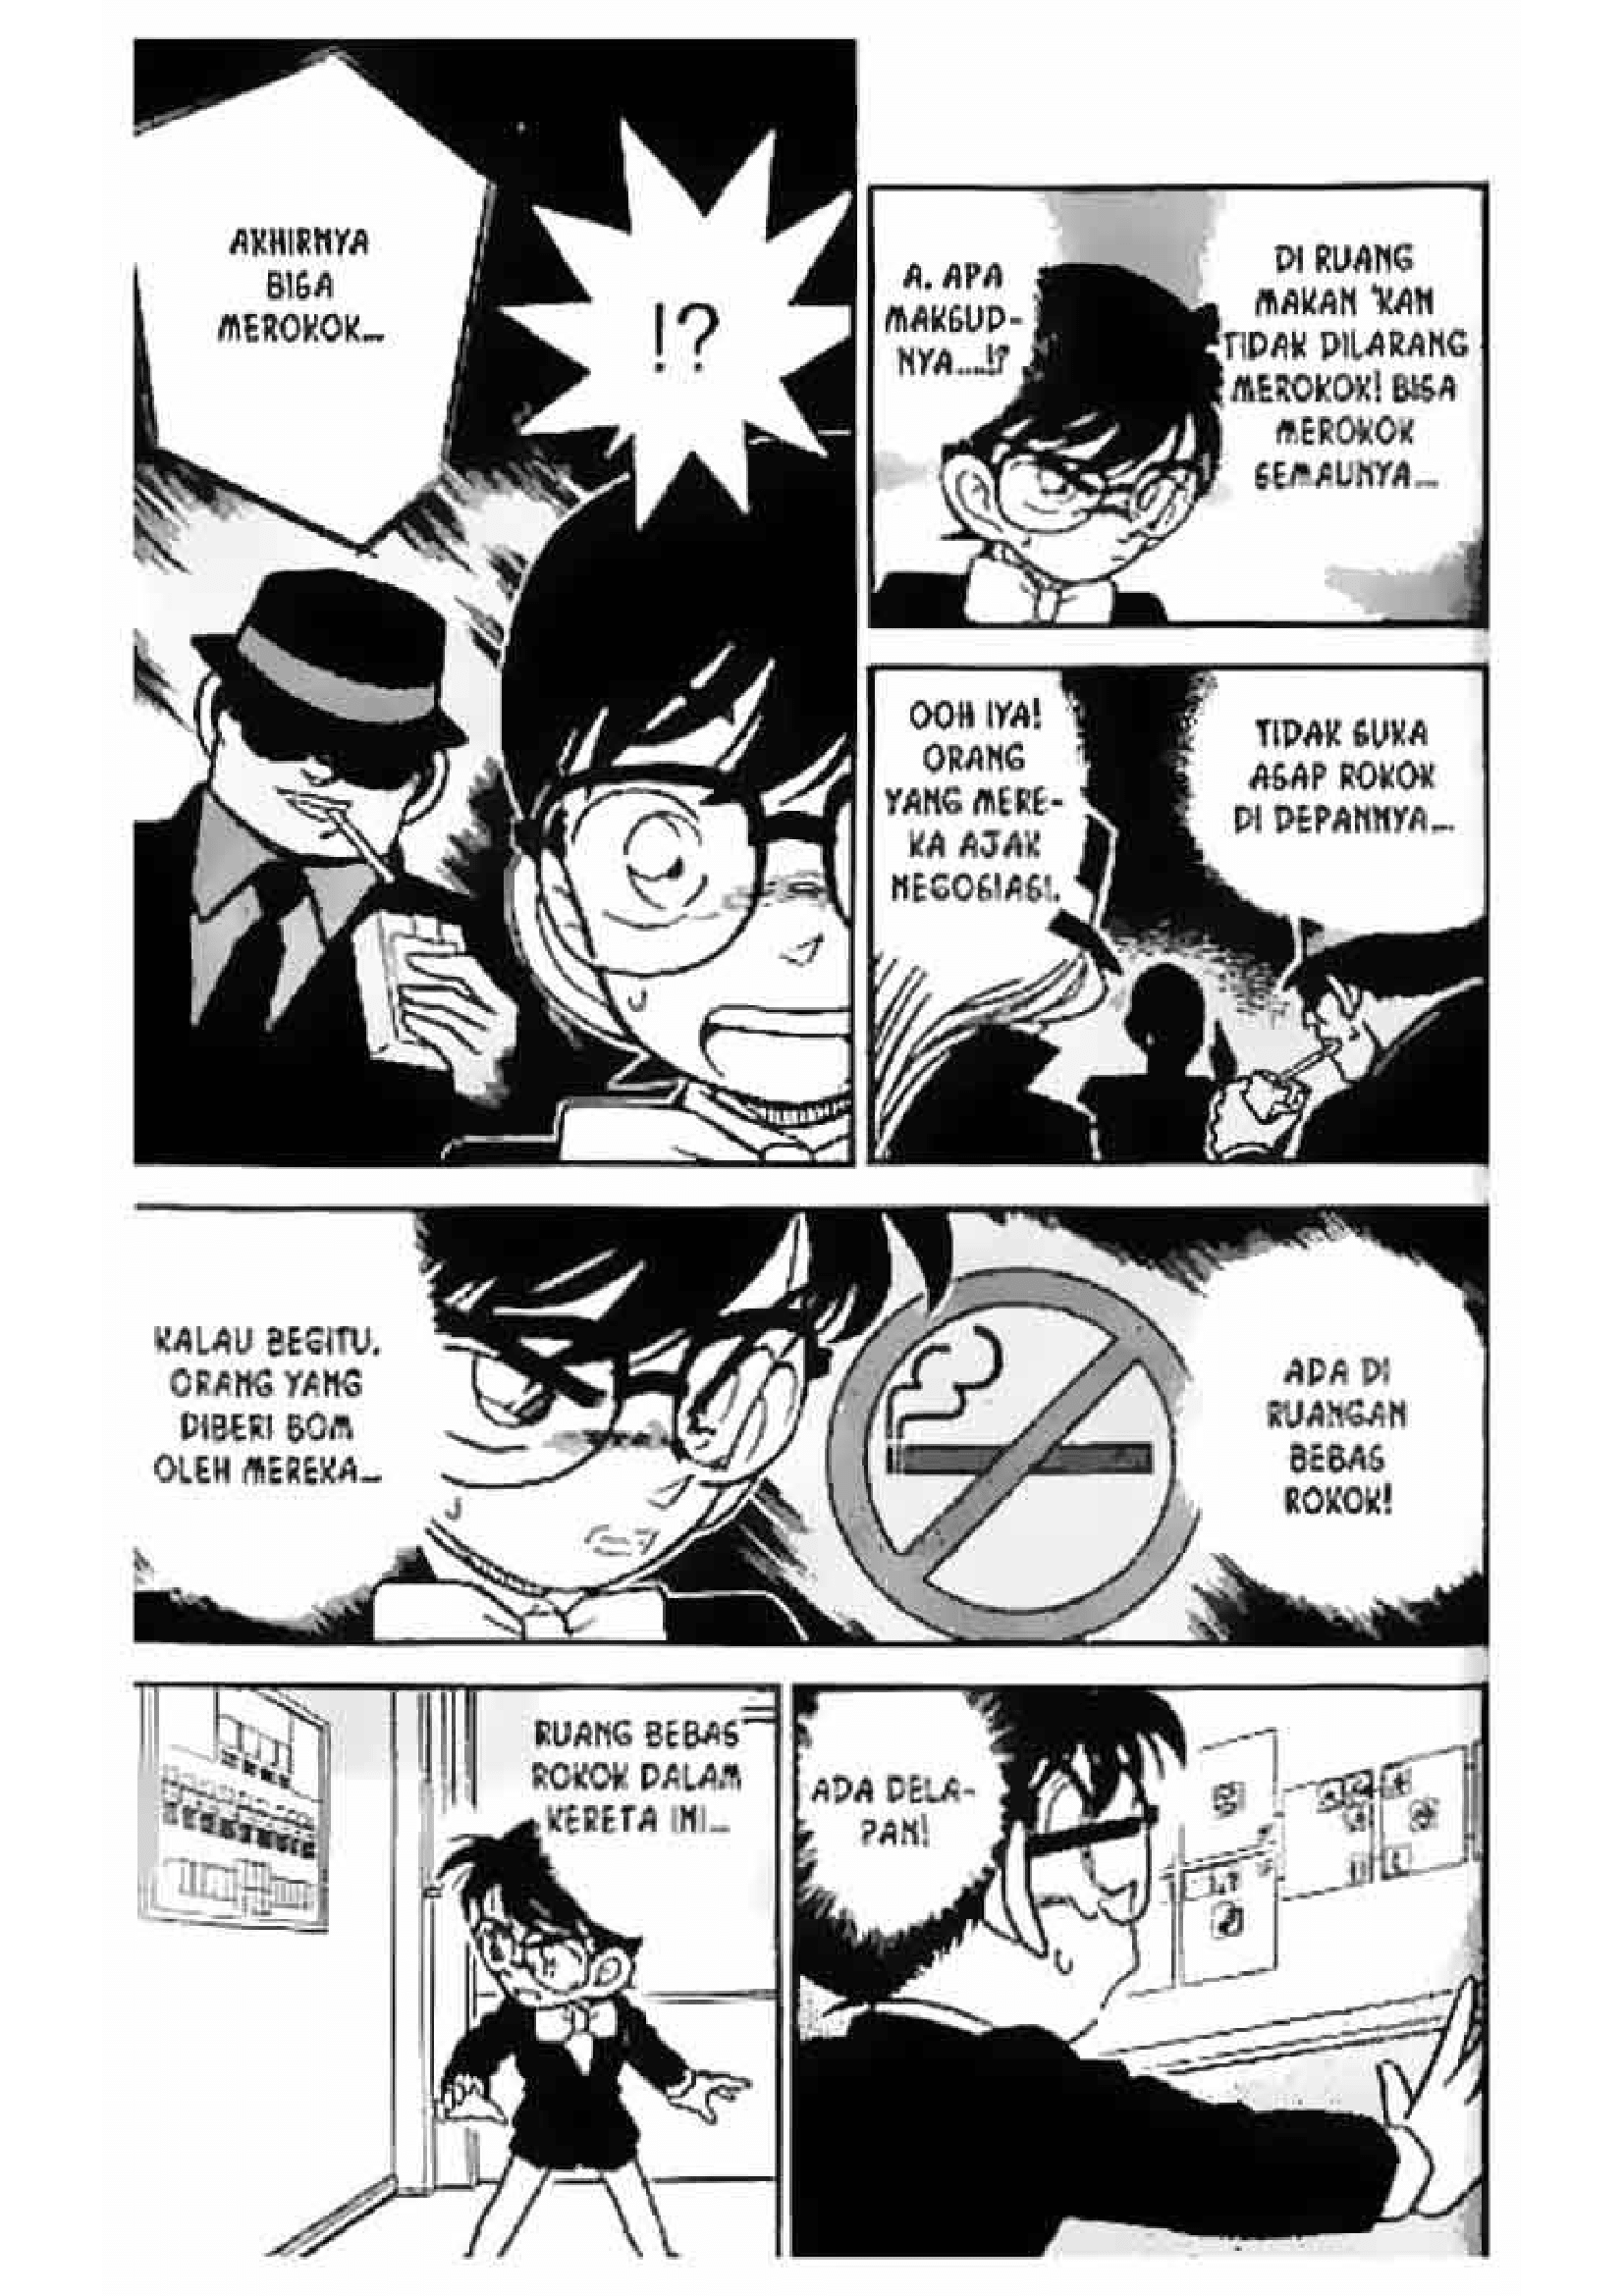 DI RUANG
MAKAN 'KAN
TIDAK DILARANG
MEROKOK! BISA
MEROKOK
SEMAUNYA...
A. APA
MAKSUD-
NYA....!?
AKHIRNYA
BISA
MEROKOK...
!?
TIDAK SUKA
ASAP ROKOK
DI DEPANNYA...
OOH IYA!
ORANG
YANG MERE-
KA AJAK
NEGOSIASI.
ADA DI
RUANGAN
BEBAS
ROKOK!
KALAU BEGITU.
ORANG YANG
DIBERI BOM
OLEH MEREKA...
ADA DELA-
PAN!
RUANG BEBAS
ROKOK DALAM
KERETA INI...